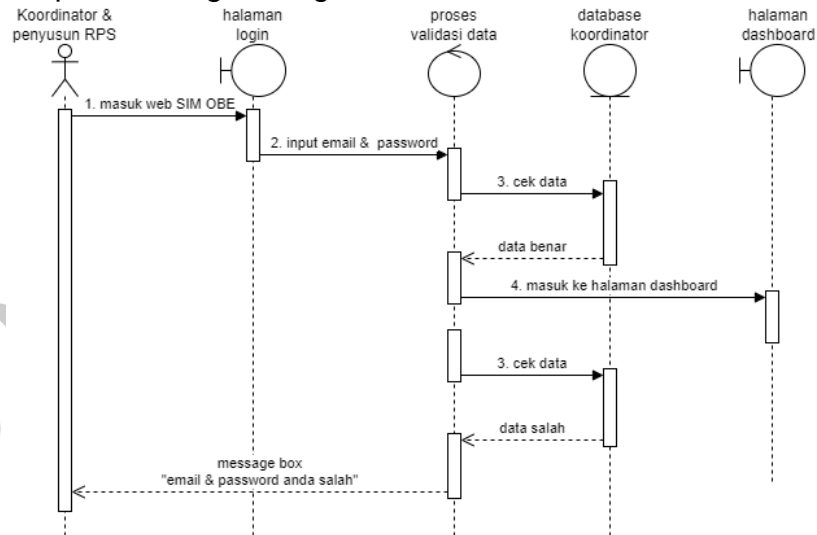 Koordinator &
penyusun RPS
halaman
login
proses
validasi data
database
koordinator
halaman
dashboard
1. masuk web SIM OBE
2. input email &  password
3. cek data
data benar
4. masuk ke halaman dashboard
3. cek data
data salah
message box
"email & password anda salah"